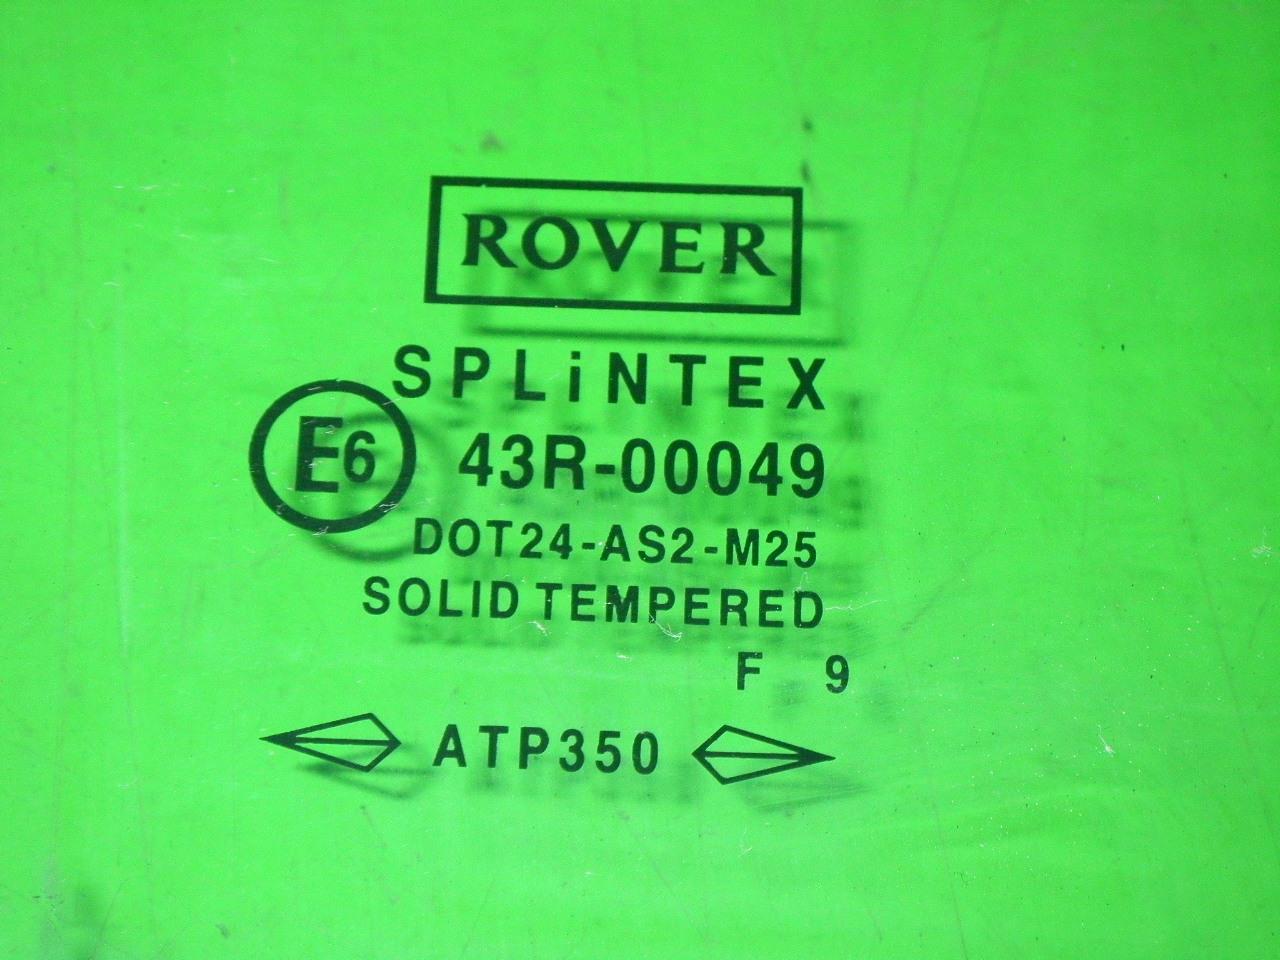 ROVER
SPLiNTEX
E6 43R-00049
DOT24-AS2-M25
SOLID TEMPERED
F 9
ATP350